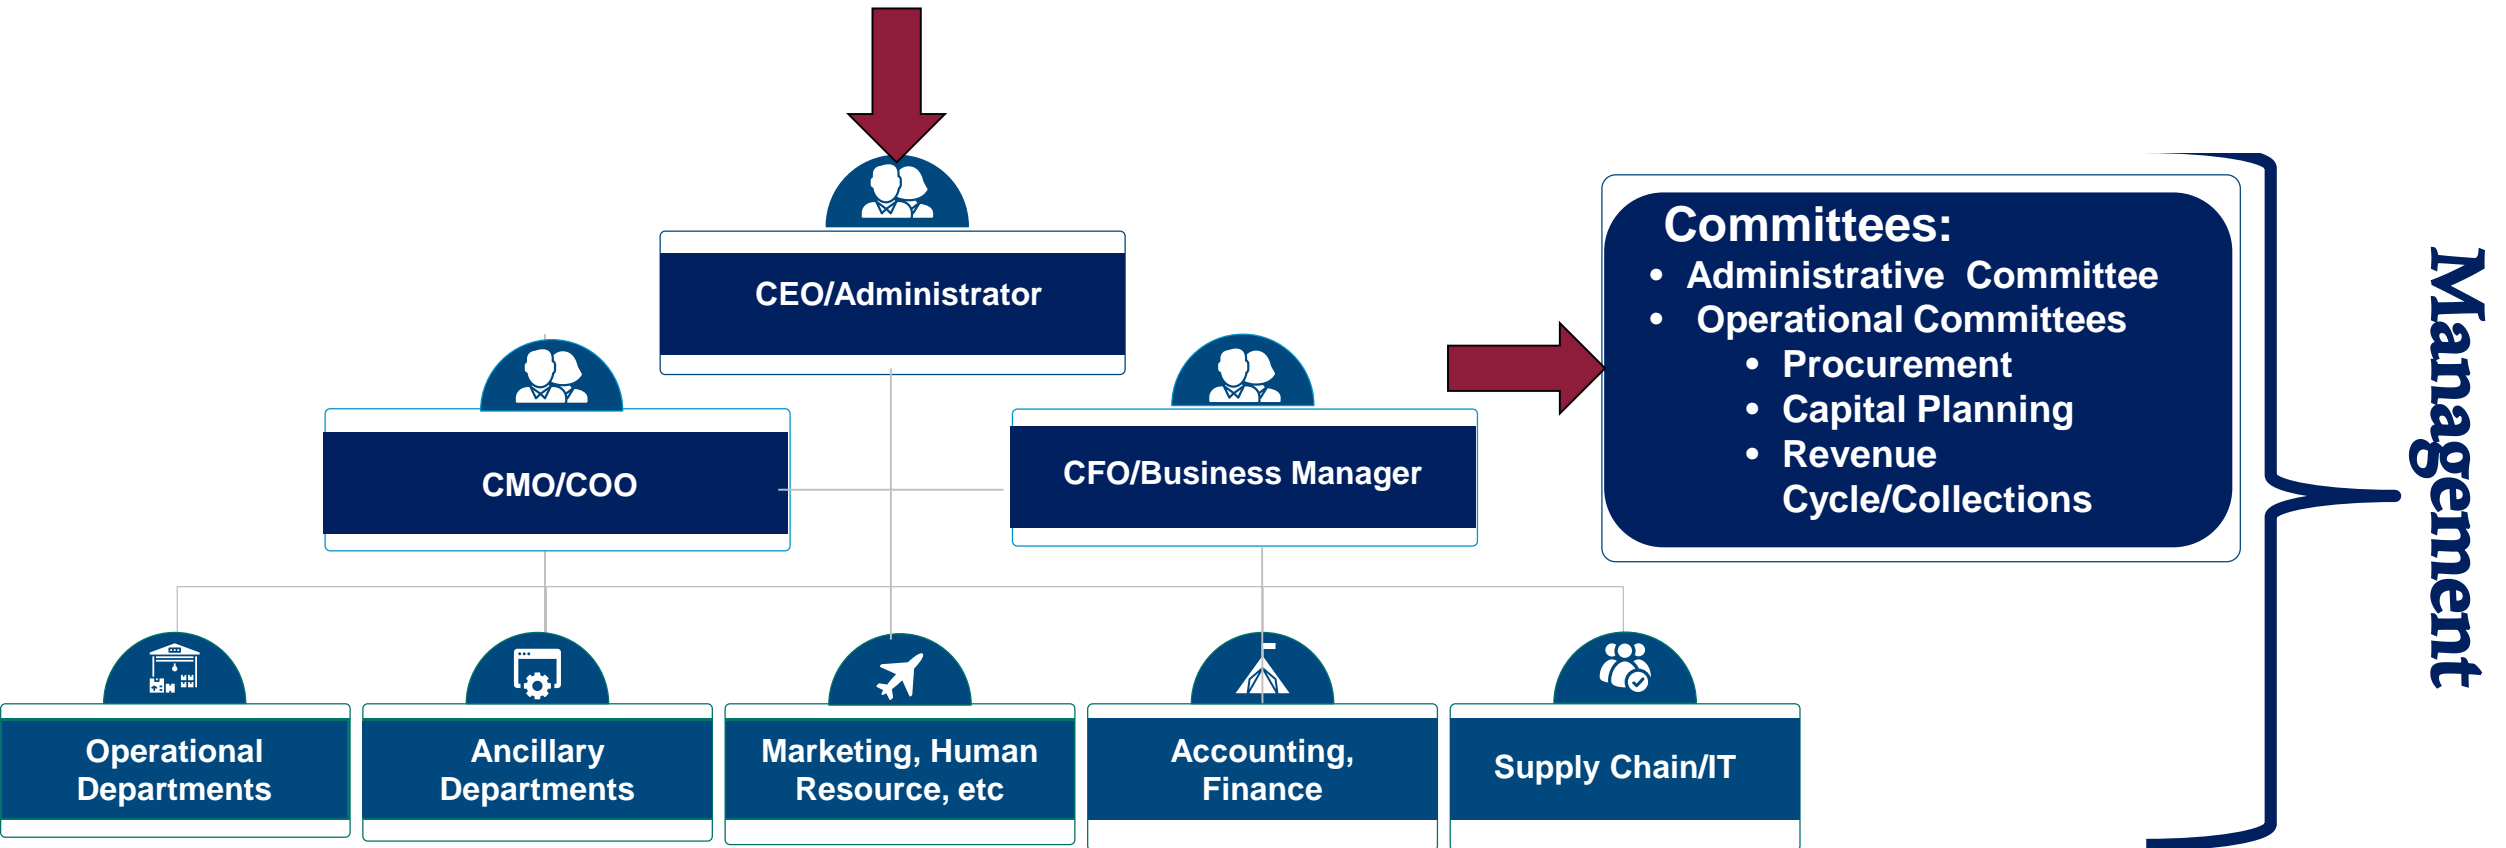 CEO/Administrator
CMO/COO
CFO/Business Manager
Committees:
• Administrative  Committee
• Operational Committees
• Procurement
• Capital Planning
• Revenue
Cycle/Collections
Management
Operational
Departments
Ancillary
Departments
Marketing, Human
Resource, etc
Accounting,
Finance
Supply Chain/IT